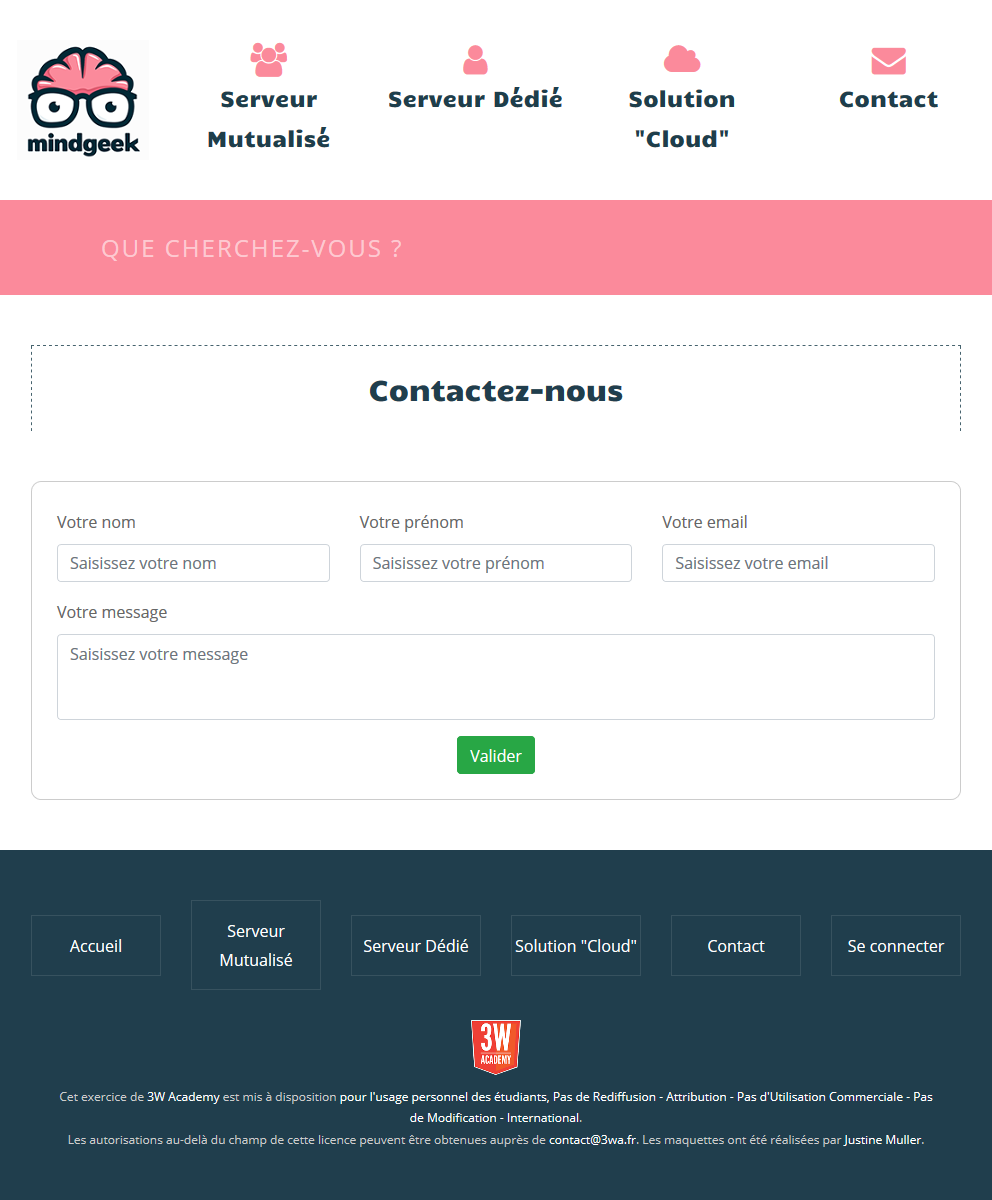 mindgeek
Serveur
Mutualisé
Serveur Dédié
Solution
"Cloud"
Contact
QUE CHERCHEZ-VOUS ?
Contactez-nous
Votre nom
Votre prénom
Votre email
Saisissez votre nom
Saisissez votre prénom
Saisissez votre email
Votre message
Saisissez votre message
Valider
Accueil
Serveur
Mutualisé
Serveur Dédié
Solution "Cloud"
Contact
Se connecter
3W
ACADEMY
Cet exercice de 3W Academy est mis à disposition pour l'usage personnel des étudiants, Pas de Rediffusion - Attribution - Pas d'Utilisation Commerciale - Pas
de Modification - International.
Les autorisations au-delà du champ de cette licence peuvent être obtenues auprès de contact@3wa.fr. Les maquettes ont été réalisées par Justine Muller.